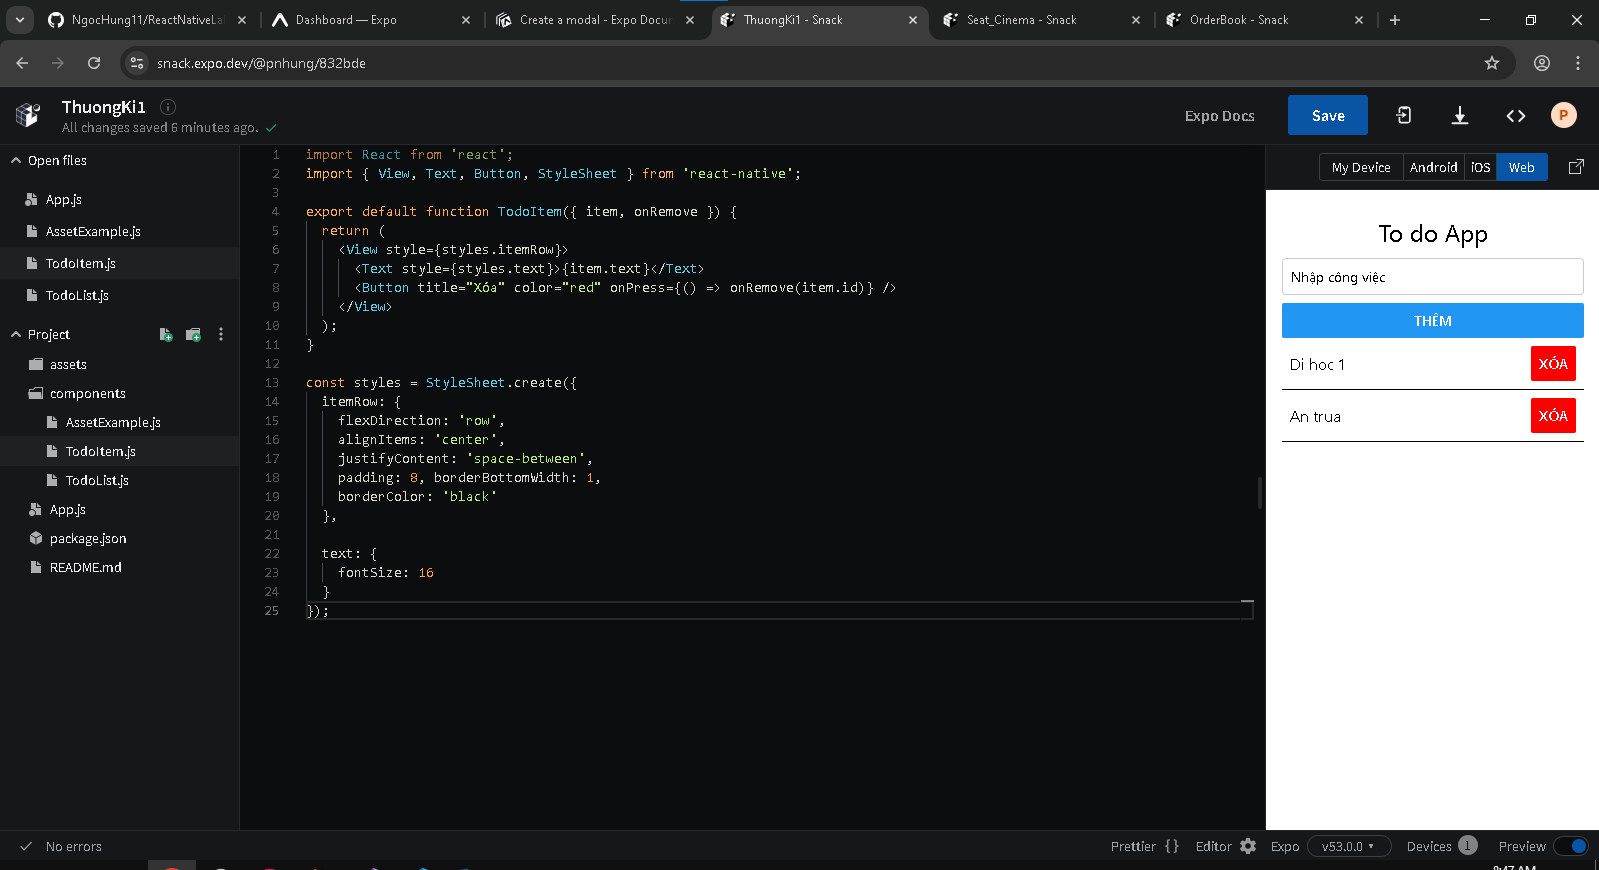 NgocHung11/ReactNativeLa
Dashboard — Expo
Create a modal - Expo Docum
ThuongKi1 - Snack
Seat_Cinema - Snack
OrderBook - Snack
snack.expo.dev/@pnhung/832bde
ThuongKi1
All changes saved 6 minutes ago.
Expo Docs
Save
P
Open files
App.js
AssetExample.js
TodoItem.js
TodoList.js
Project
assets
components
AssetExample.js
TodoItem.js
TodoList.js
App.js
package.json
README.md
1 import React from 'react';
2 import { View, Text, Button, StyleSheet } from 'react-native';
3
4 export default function TodoItem({ item, onRemove }) {
5 return (
6 <View style={styles.itemRow}>
7 <Text style={styles.text}>{item.text}</Text>
8 <Button title="Xóa" color="red" onPress={() => onRemove(item.id)} />
9 </View>
10 );
11 }
12
13 const styles = StyleSheet.create({
14 itemRow: {
15 flexDirection: 'row',
16 alignItems: 'center',
17 justifyContent: 'space-between',
18 padding: 8, borderBottomWidth: 1,
19 borderColor: 'black'
20 },
21
22 text: {
23 fontSize: 16
24 }
25 });
My Device Android iOS Web
To do App
Nhập công việc
THÊM
Di hoc 1 XÓA
An trua XÓA
No errors
Prettier {} Editor Expo v53.0.0 Devices 1 Preview